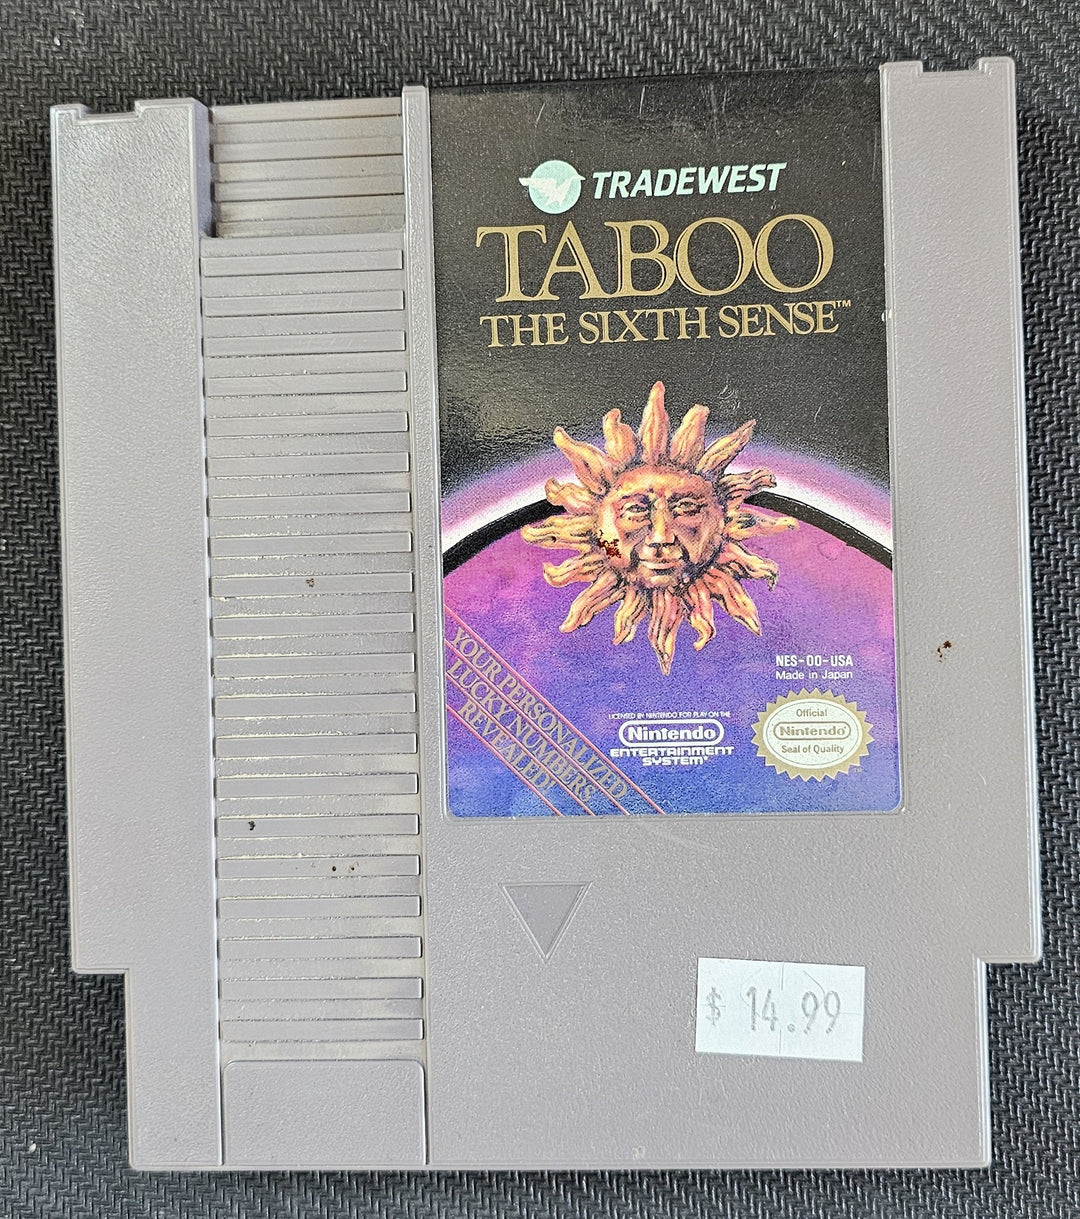 TRADEWEST
TABOO
THE SIXTH SENSE™
YOUR PERSONALIZED
LUCKY NUMBERS
REVEALED!
NES-00-USA
Made in Japan
LICENSED BY NINTENDO FOR PLAY ON THE
Nintendo
ENTERTAINMENT
SYSTEM®
Official
Nintendo®
Seal of Quality
TM
$ 14.99